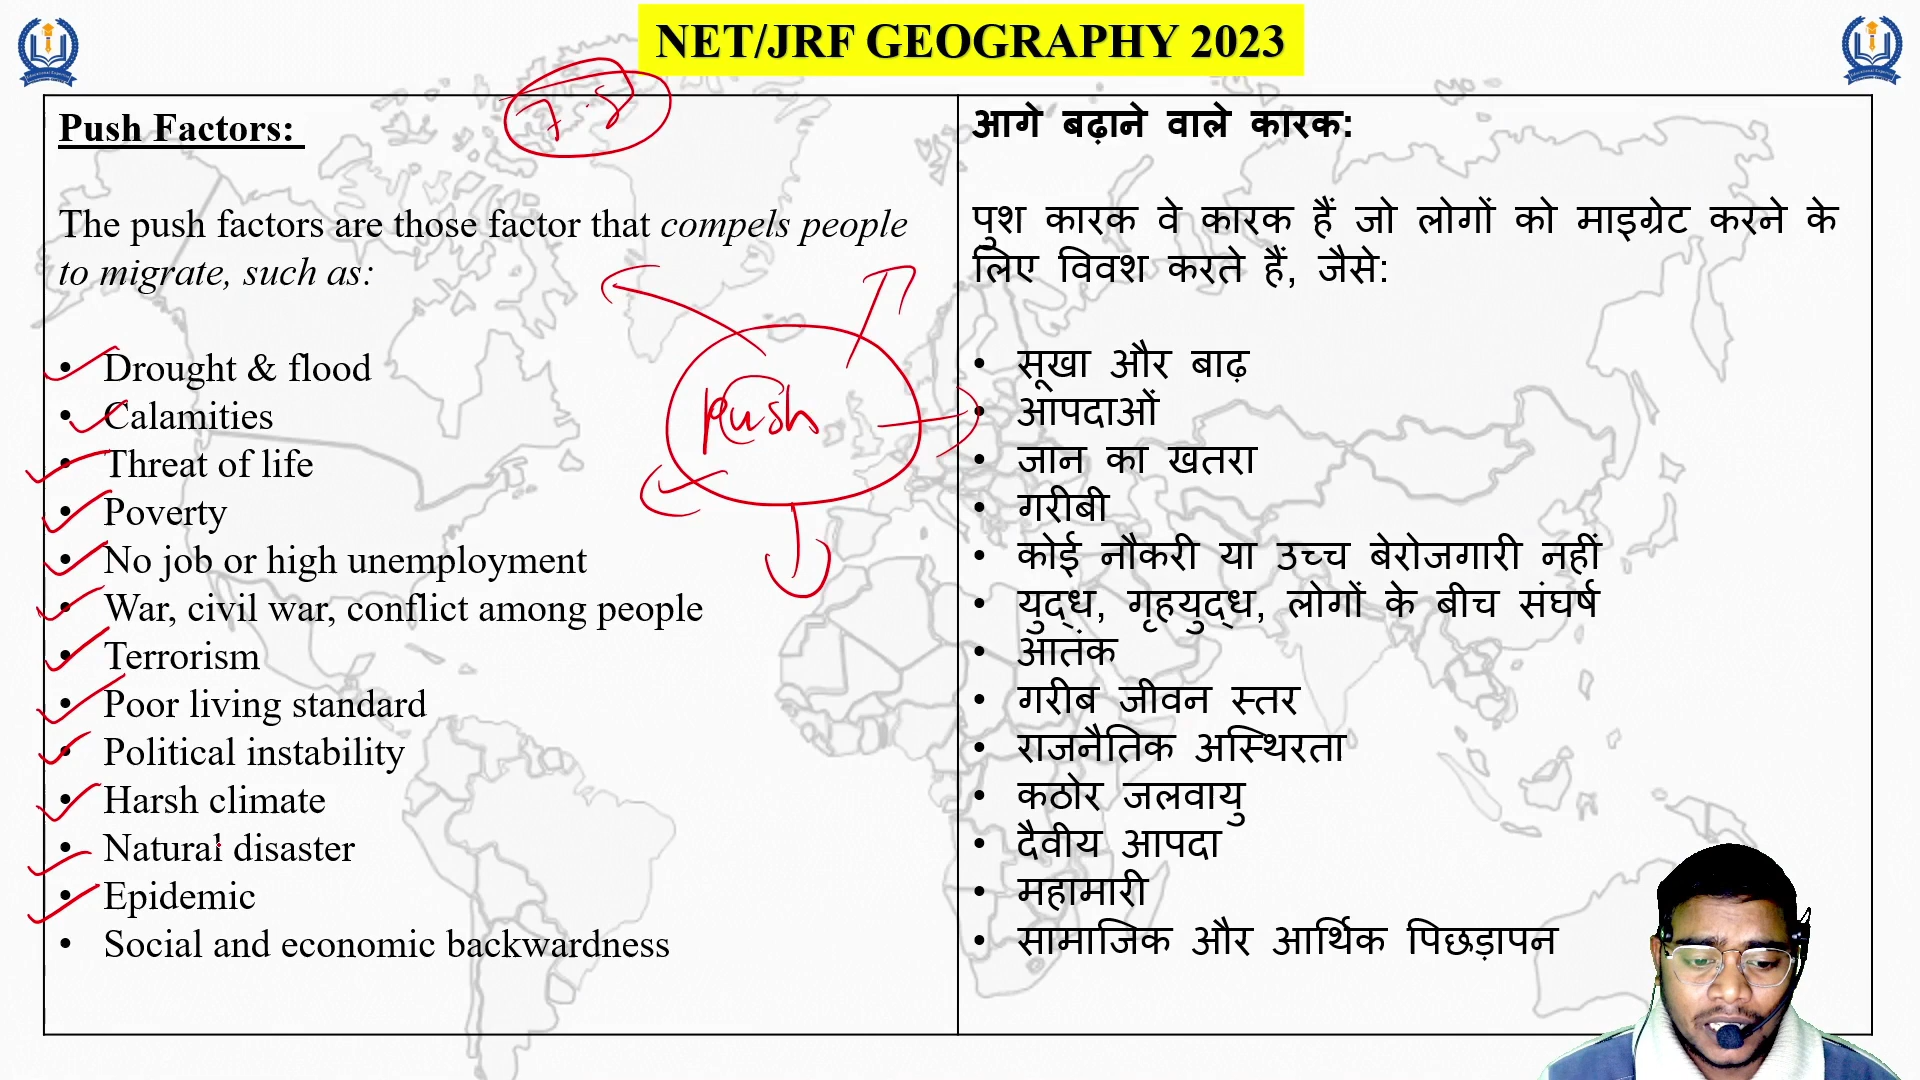 NET/JRF GEOGRAPHY 2023
Push Factors:
The push factors are those factor that compels people
to migrate, such as:
• Drought & flood
• Calamities
• Threat of life
• Poverty
• No job or high unemployment
• War, civil war, conflict among people
• Terrorism
• Poor living standard
• Political instability
• Harsh climate
• Natural disaster
• Epidemic
• Social and economic backwardness
Push
आगे बढ़ाने वाले कारक:
पुश कारक वे कारक हैं जो लोगों को माइग्रेट करने के
लिए विवश करते हैं, जैसे:
• सूखा और बाढ़
• आपदाओं
• जान का खतरा
• गरीबी
• कोई नौकरी या उच्च बेरोजगारी नहीं
• युद्ध, गृहयुद्ध, लोगों के बीच संघर्ष
• आतंक
• गरीब जीवन स्तर
• राजनैतिक अस्थिरता
• कठोर जलवायु
• दैवीय आपदा
• महामारी
• सामाजिक और आर्थिक पिछड़ापन